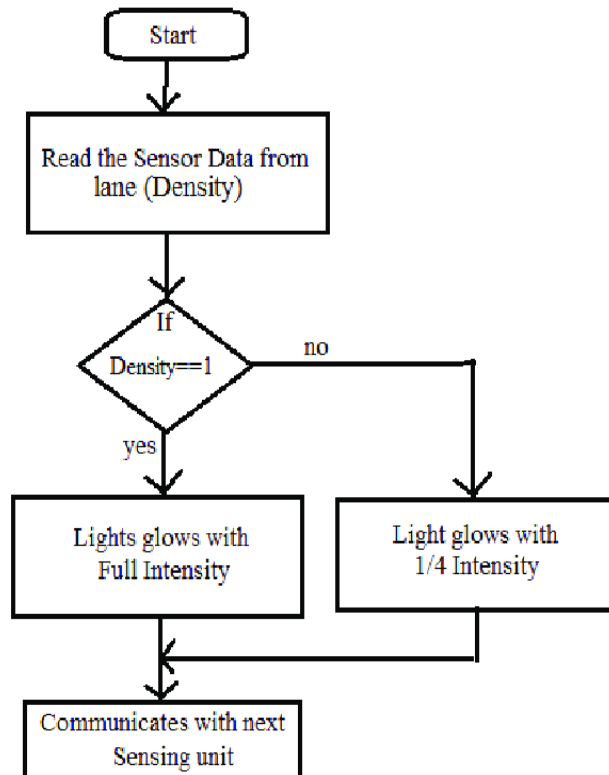 Start
Read the Sensor Data from
lane (Density)
If
Density==1
no
yes
Lights glows with
Full Intensity
Light glows with
1/4 Intensity
Communicates with next
Sensing unit